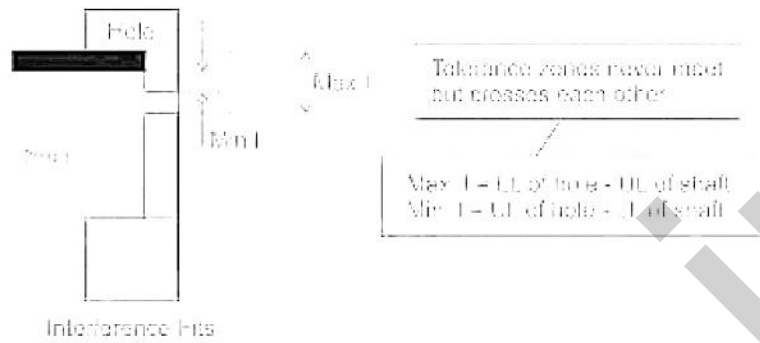 Hole
Max I
Min I
Tolerance zones never meet
but crosses each other
Max I = LL of hole - UL of shaft
Min I = UL of hole - LL of shaft
Interference Fits